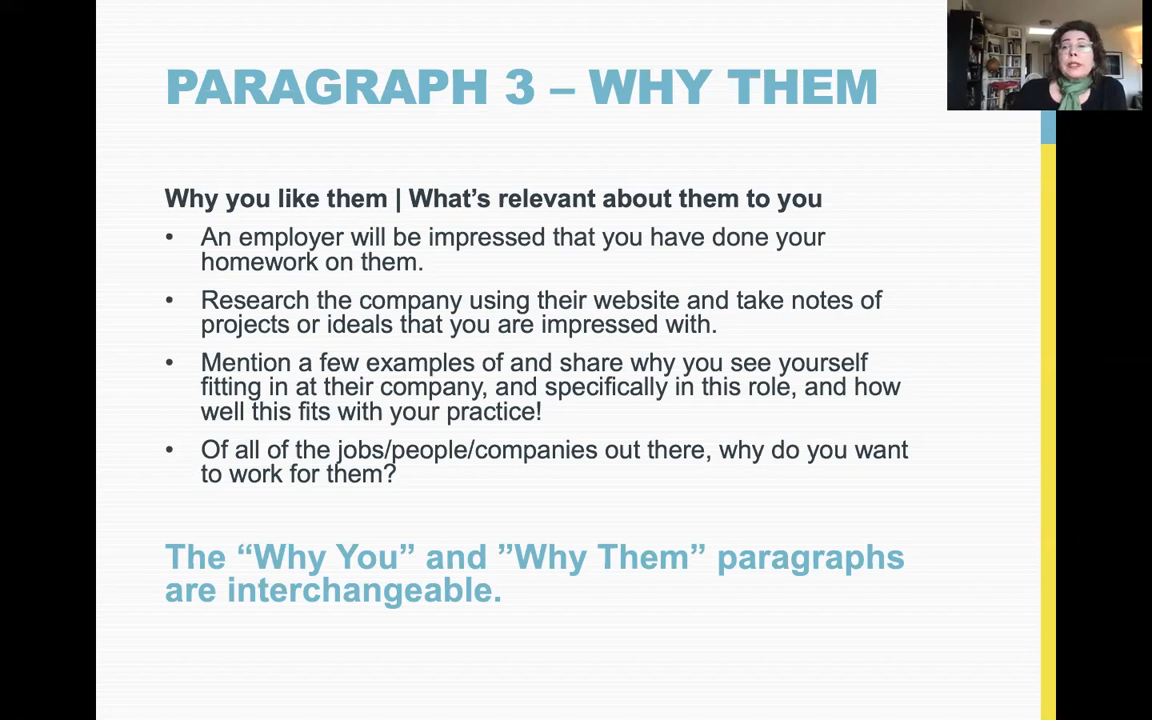 PARAGRAPH 3 – WHY THEM
Why you like them | What’s relevant about them to you
• An employer will be impressed that you have done your
homework on them.
• Research the company using their website and take notes of
projects or ideals that you are impressed with.
• Mention a few examples of and share why you see yourself
fitting in at their company, and specifically in this role, and how
well this fits with your practice!
• Of all of the jobs/people/companies out there, why do you want
to work for them?
The “Why You” and ”Why Them” paragraphs
are interchangeable.